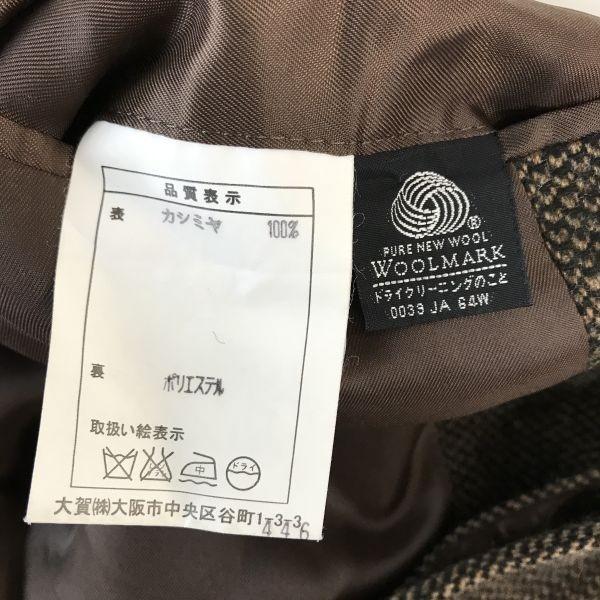 品質表示
表 カシミヤ 100%
裏 ポリエステル
取扱い絵表示
中 ドライ
大賀㈱大阪市中央区谷町1-3-3
446
®
PURE NEW WOOL
WOOLMARK
ドライクリーニングのこと
0039 JA 64W